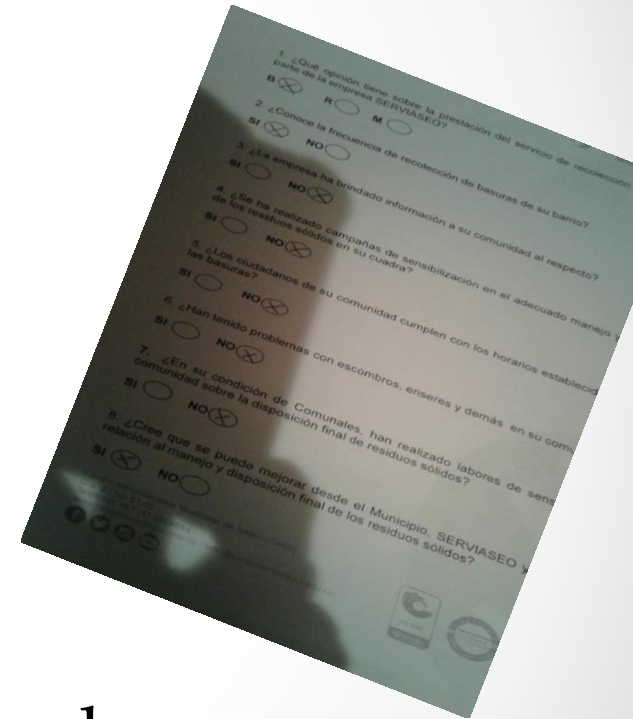 1. ¿Qué opinión tiene sobre la prestación del servicio de recolección
parte de la empresa SERVIASEO?
B R M
2. ¿Conoce la frecuencia de recolección de basuras de su barrio?
SI NO
3. ¿La empresa ha brindado información a su comunidad al respecto?
SI NO
4. ¿Se ha realizado campañas de sensibilización en el adecuado manejo
de los residuos sólidos en su cuadra?
SI NO
5. ¿Los ciudadanos de su comunidad cumplen con los horarios establecid
las basuras?
SI NO
6. ¿Han tenido problemas con escombros, enseres y demás en su comu
SI NO
7. ¿En su condición de Comunales, han realizado labores de sens
comunidad sobre la disposición final de residuos sólidos?
SI NO
8. ¿Cree que se puede mejorar desde el Municipio, SERVIASEO y
relación al manejo y disposición final de los residuos sólidos?
SI NO